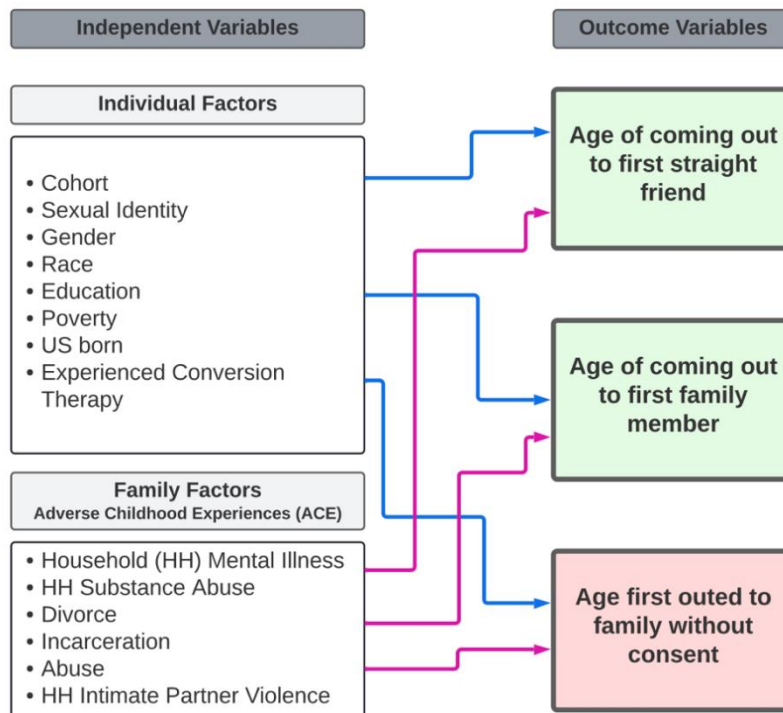 Independent Variables
Outcome Variables
Individual Factors
• Cohort
• Sexual Identity
• Gender
• Race
• Education
• Poverty
• US born
• Experienced Conversion
Therapy
Family Factors
Adverse Childhood Experiences (ACE)
• Household (HH) Mental Illness
• HH Substance Abuse
• Divorce
• Incarceration
• Abuse
• HH Intimate Partner Violence
Age of coming out
to first straight
friend
Age of coming out
to first family
member
Age first outed to
family without
consent